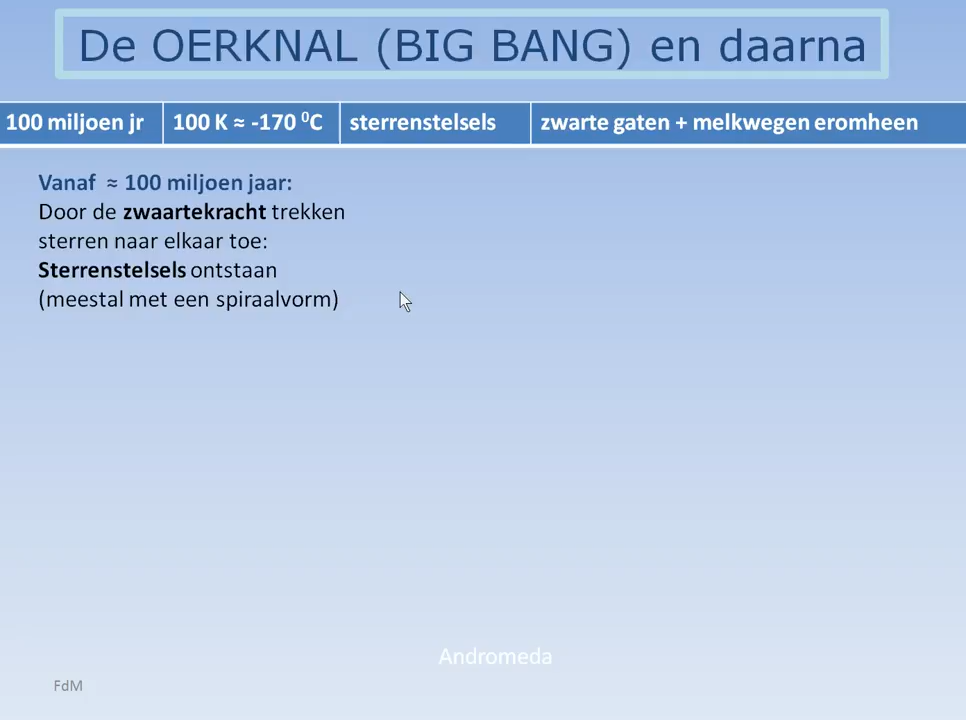 De OERKNAL (BIG BANG) en daarna
100 miljoen jr 100 K ≈ -170 ⁰C sterrenstelsels zwarte gaten + melkwegen eromheen
Vanaf ≈ 100 miljoen jaar:
Door de zwaartekracht trekken
sterren naar elkaar toe:
Sterrenstelsels ontstaan
(meestal met een spiraalvorm)
Andromeda
FdM